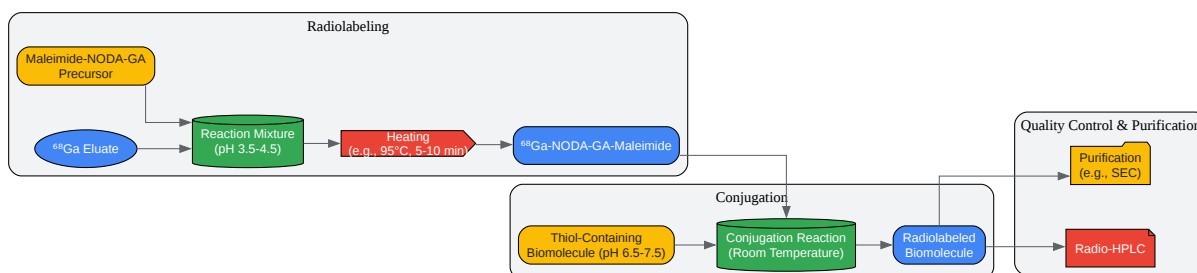 Radiolabeling
Maleimide-NODA-GA
Precursor
⁶⁸Ga Eluate
Reaction Mixture
(pH 3.5-4.5)
Heating
(e.g., 95°C, 5-10 min)
⁶⁸Ga-NODA-GA-Maleimide
Conjugation
Thiol-Containing
Biomolecule (pH 6.5-7.5)
Conjugation Reaction
(Room Temperature)
Radiolabeled
Biomolecule
Quality Control & Purification
Purification
(e.g., SEC)
Radio-HPLC